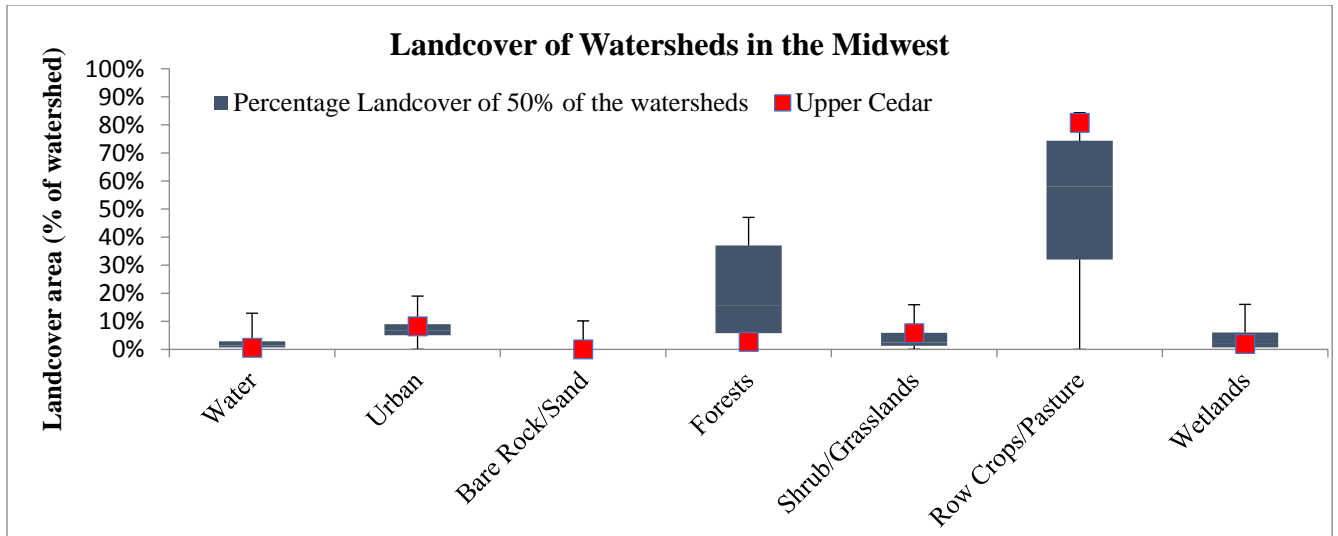 Landcover of Watersheds in the Midwest
Landcover area (% of watershed)
100%
90%
80%
70%
60%
50%
40%
30%
20%
10%
0%
Percentage Landcover of 50% of the watersheds
Upper Cedar
Water
Urban
Bare Rock/Sand
Forests
Shrub/Grasslands
Row Crops/Pasture
Wetlands